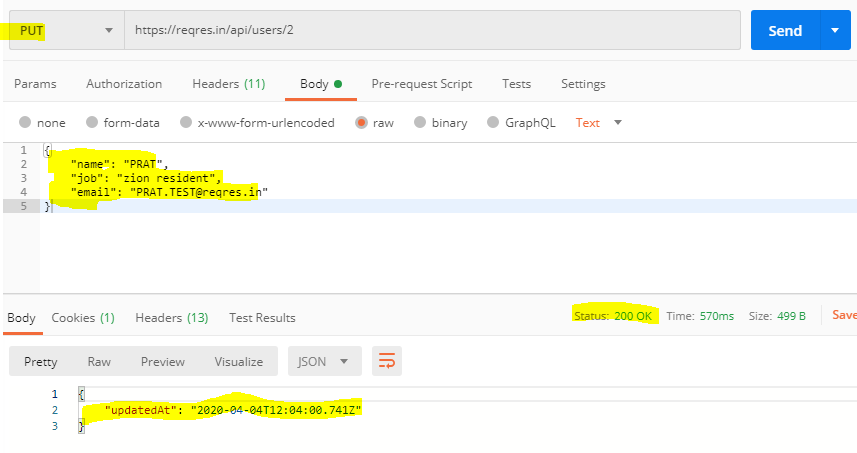 PUT https://reqres.in/api/users/2 Send
Params Authorization Headers (11) Body Pre-request Script Tests Settings
none form-data x-www-form-urlencoded raw binary GraphQL Text
1 {
2 "name": "PRAT",
3 "job": "zion resident",
4 "email": "PRAT.TEST@reqres.in"
5 }
Body Cookies (1) Headers (13) Test Results Status: 200 OK Time: 570ms Size: 499 B Save
Pretty Raw Preview Visualize JSON
1 {
2 "updatedAt": "2020-04-04T12:04:00.741Z"
3 }